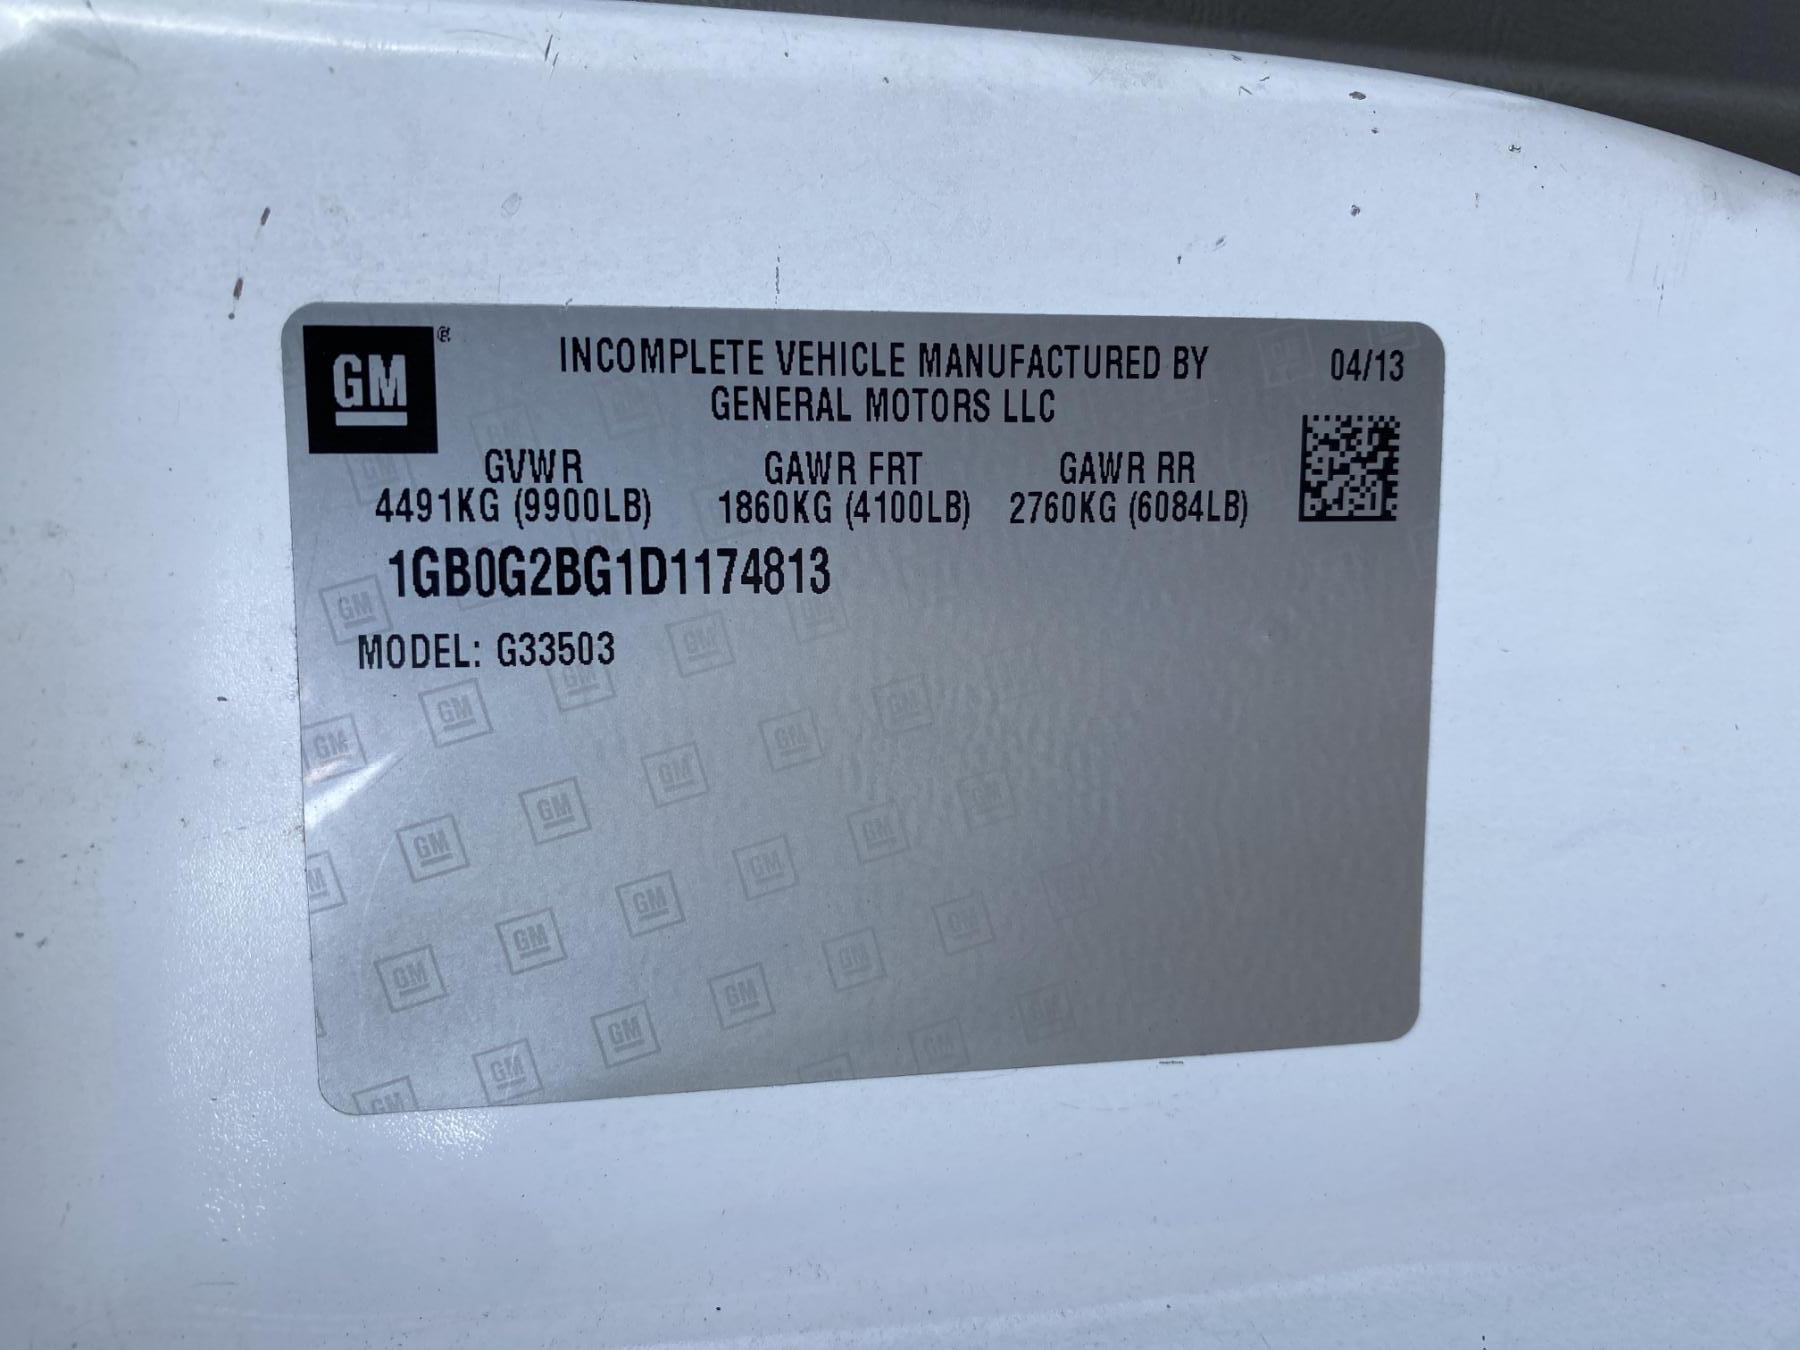 GM®
INCOMPLETE VEHICLE MANUFACTURED BY
GENERAL MOTORS LLC
04/13
GVWR
4491KG (9900LB)
GAWR FRT
1860KG (4100LB)
GAWR RR
2760KG (6084LB)
1GB0G2BG1D1174813
MODEL: G33503